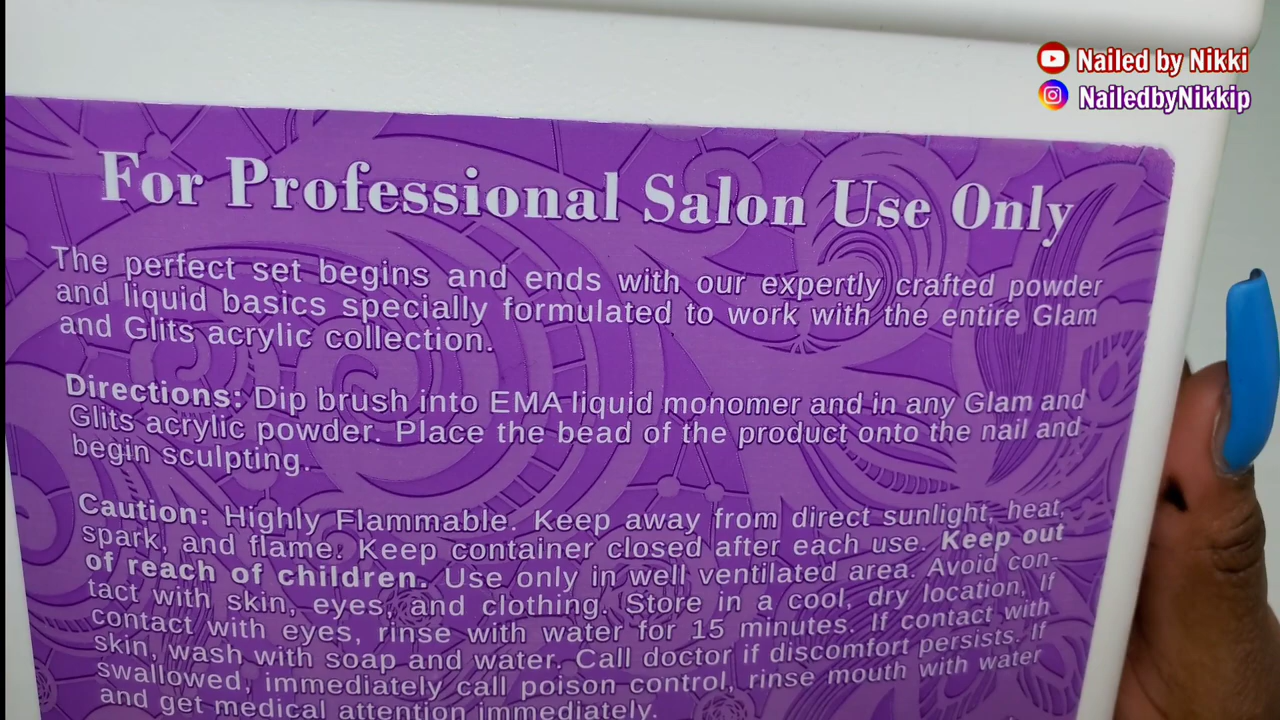 Nailed by Nikki
NailedbyNikkip
For Professional Salon Use Only
The perfect set begins and ends with our expertly crafted powder
and liquid basics specially formulated to work with the entire Glam
and Glits acrylic collection.
Directions: Dip brush into EMA liquid monomer and in any Glam and
Glits acrylic powder. Place the bead of the product onto the nail and
begin sculpting.
Caution: Highly Flammable. Keep away from direct sunlight, heat,
spark, and flame. Keep container closed after each use. Keep out
of reach of children. Use only in well ventilated area. Avoid con-
tact with skin, eyes, and clothing. Store in a cool, dry location. If
contact with eyes, rinse with water for 15 minutes. If contact with
skin, wash with soap and water. Call doctor if discomfort persists. If
swallowed, immediately call poison control, rinse mouth with water
and get medical attention immediately.